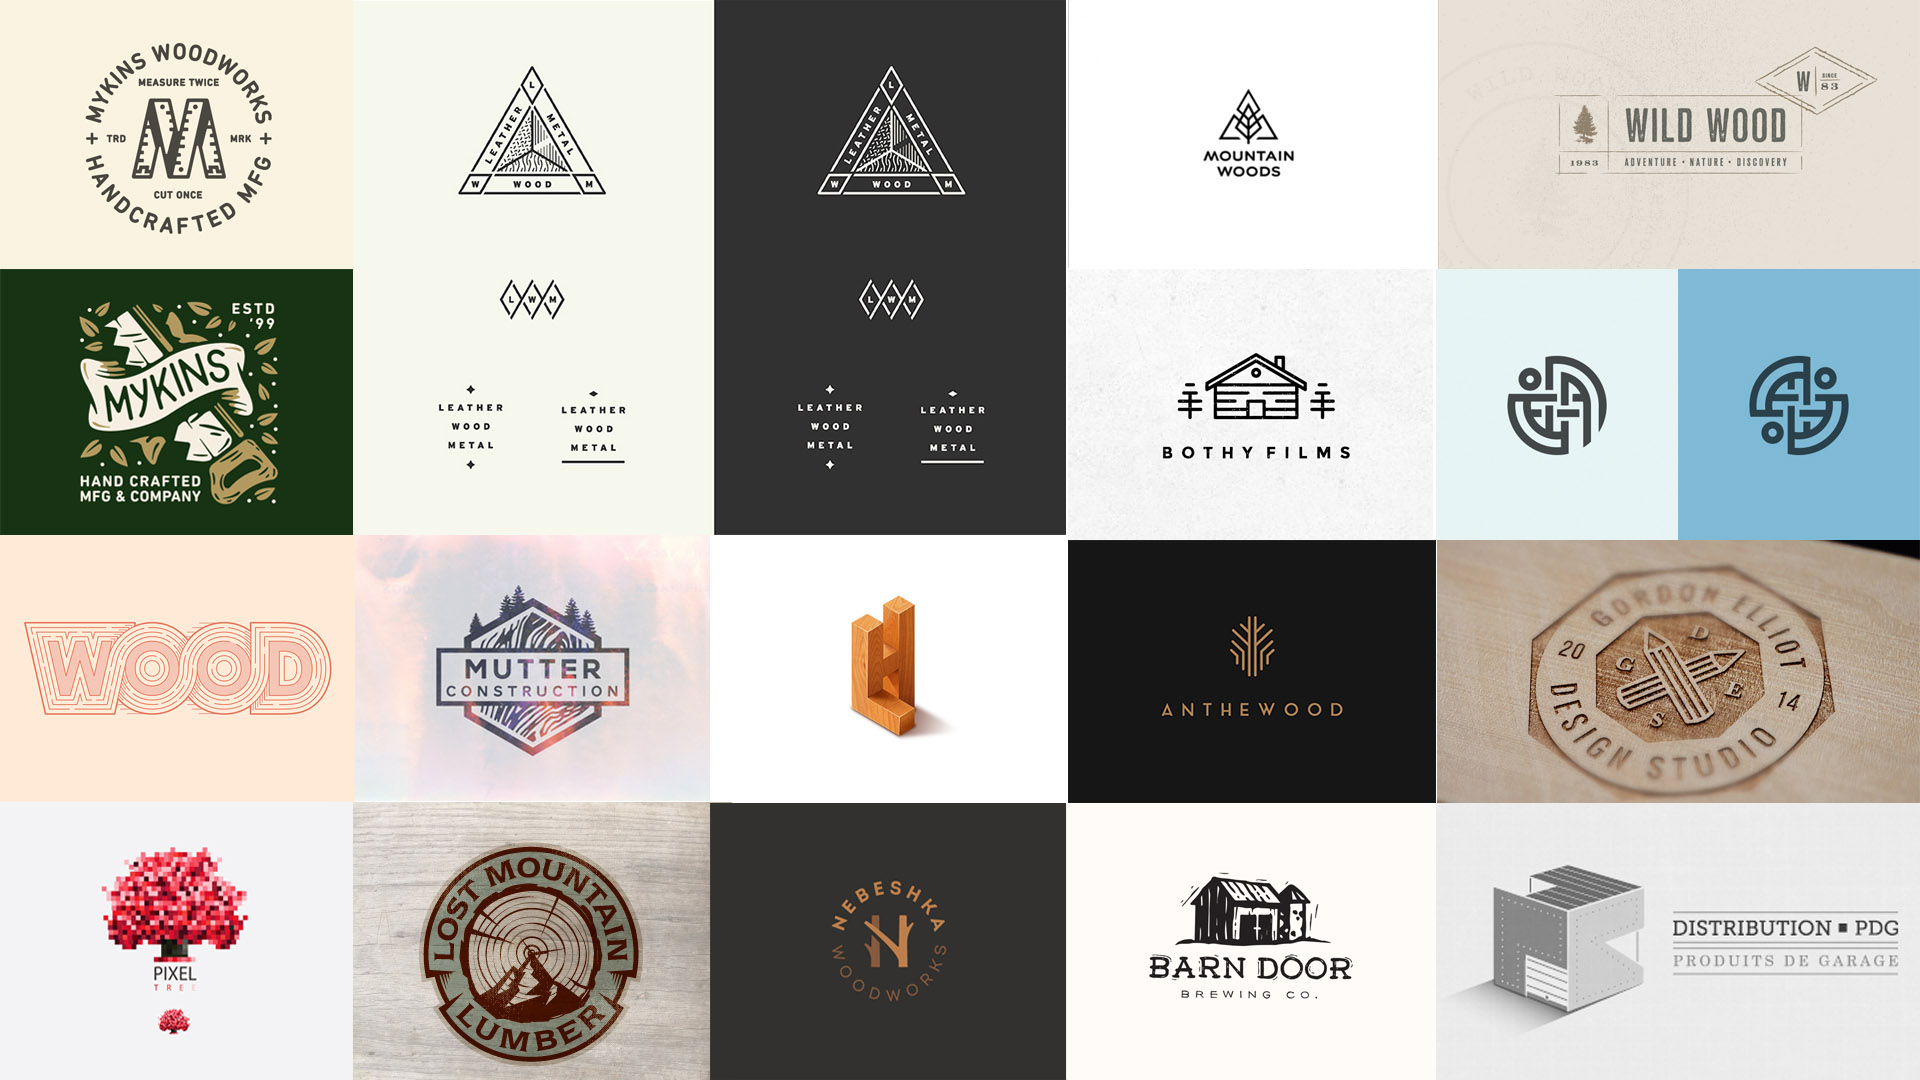 MYKINS WOODWORKS
MEASURE TWICE
TRD
MRK
CUT ONCE
HANDCRAFTED MFG
L
LEATHER
METAL
W
WOOD
M
L W M
LEATHER
WOOD
METAL
LEATHER
WOOD
METAL
L
LEATHER
METAL
W
WOOD
M
L W M
LEATHER
WOOD
METAL
LEATHER
WOOD
METAL
MOUNTAIN
WOODS
W
SINCE
83
WILD WOOD
1983
ADVENTURE • NATURE • DISCOVERY
ESTD
'99
MYKINS
HAND CRAFTED
MFG & COMPANY
BOTHY FILMS
WOOD
MUTTER
CONSTRUCTION
ANTHEWOOD
GORDON ELLIOT
20
14
G
D
E
S
DESIGN STUDIO
PIXEL
TREE
LOST MOUNTAIN
LUMBER
NEBESHKA
N
WOODWORKS
BARN DOOR
BREWING CO.
DISTRIBUTION ■ PDG
PRODUITS DE GARAGE